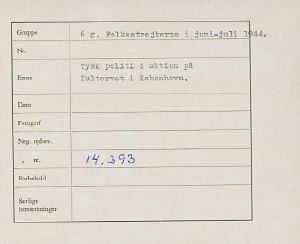 Gruppe 6 g. Folkestrejkerne i juni-juli 1944.
Nr.
Emne Tysk politi i aktion på
Kultorvet i København.
Dato
Fotograf
Neg. opbev.
„ nr. 14.393
Forbehold
Særlige
bemærkninger